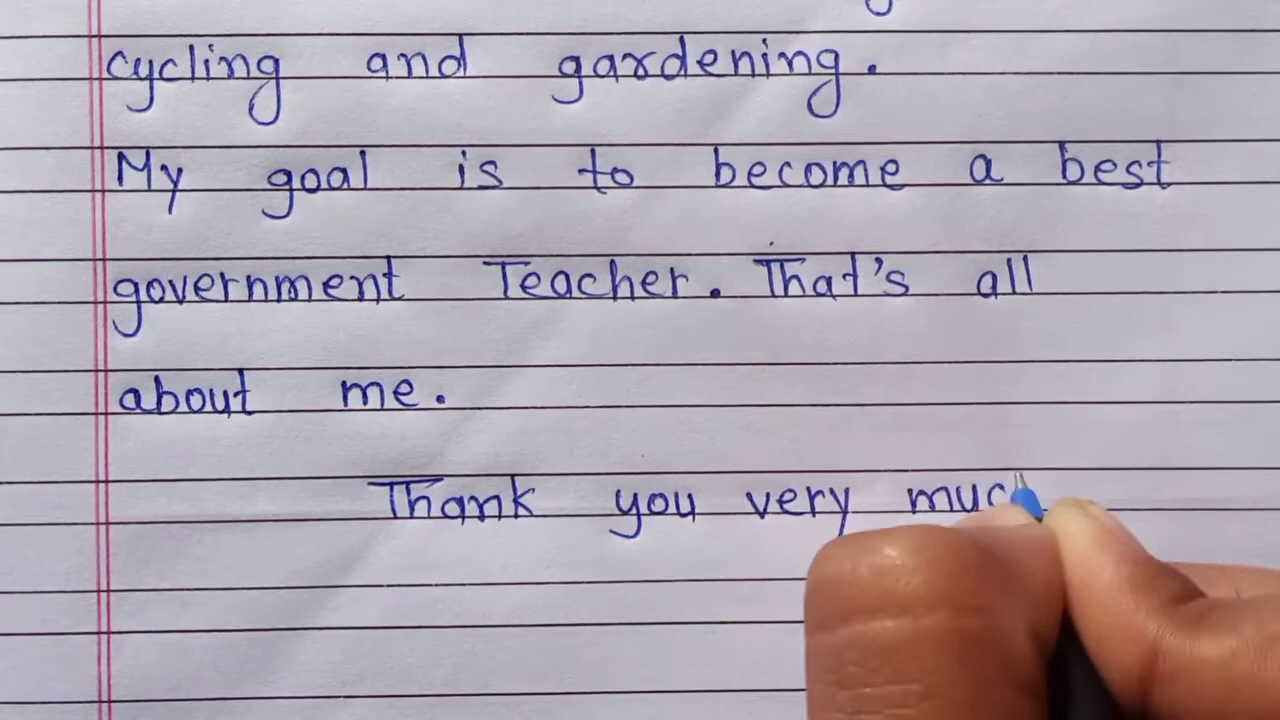 cycling and gardening.
My goal is to become a best
government Teacher. That's all
about me.
Thank you very muc